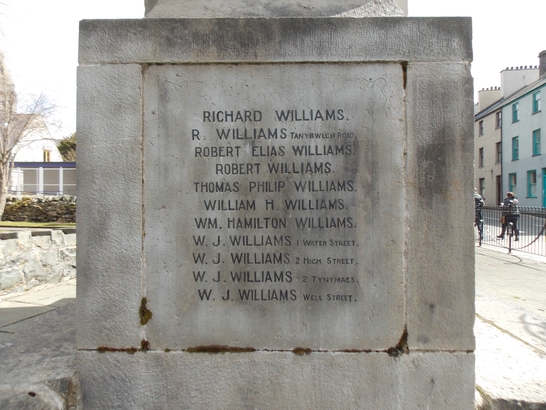 RICHARD WILLIAMS.
R. WILLIAMS TANYBWLCH ROAD.
ROBERT ELIAS WILLIAMS.
ROBERT WILLIAMS.
THOMAS PHILIP WILLIAMS.
WILLIAM H. WILLIAMS.
WM. HAMILTON WILLIAMS.
W. J. WILLIAMS 1 WATER STREET.
W. J. WILLIAMS 2 HIGH STREET.
W. J. WILLIAMS 2 TYNYMAES.
W. J. WILLIAMS WELL STREET.